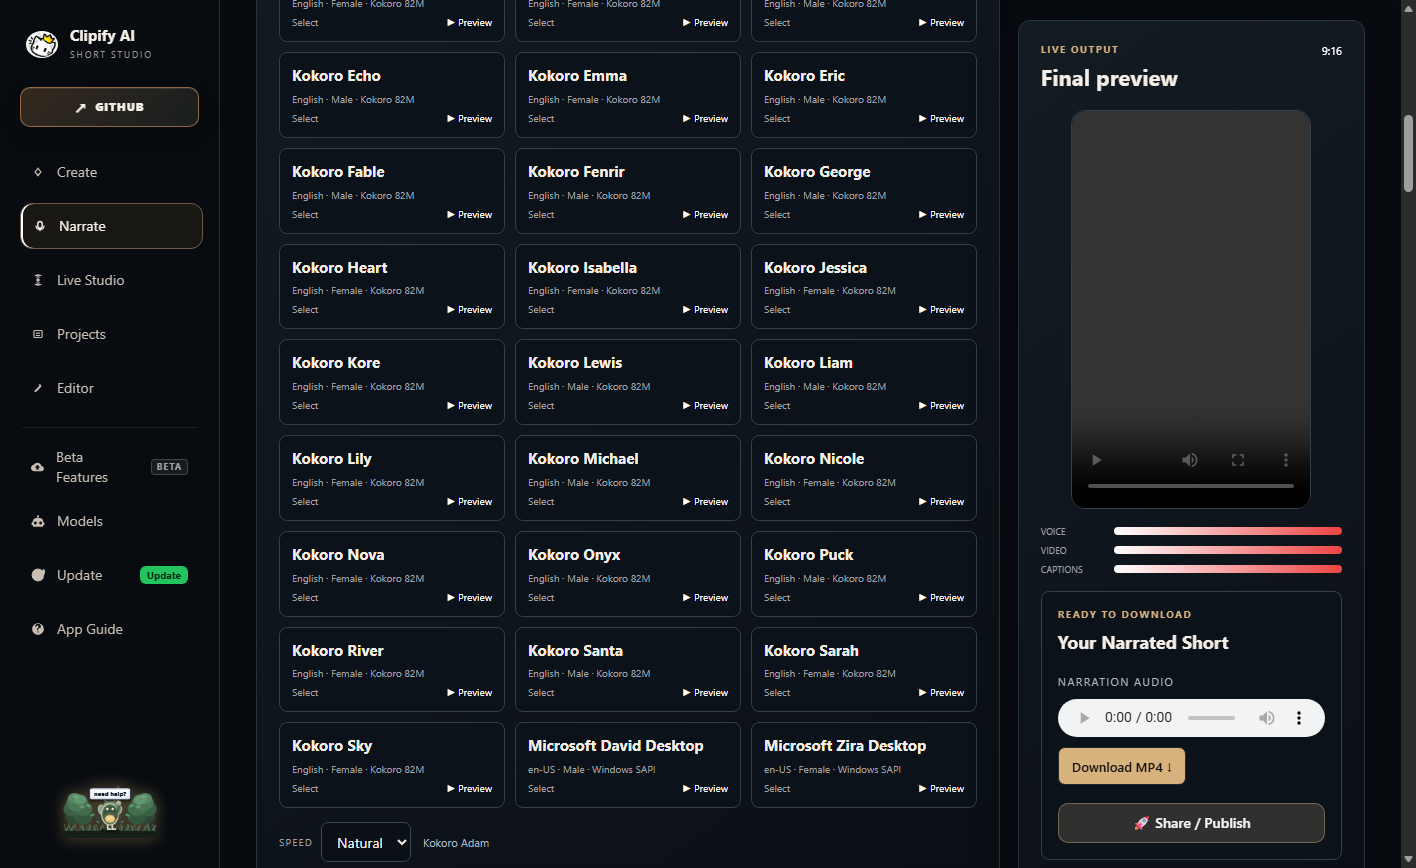 Clipify AI
SHORT STUDIO
↗ GITHUB
Create
Narrate
Live Studio
Projects
Editor
Beta Features BETA
Models
Update Update
App Guide
need help?
English · Female · Kokoro 82M English · Male · Kokoro 82M English · Female · Kokoro 82M
Select ▶ Preview Select ▶ Preview Select ▶ Preview
Kokoro Echo Kokoro Emma Kokoro Eric
English · Male · Kokoro 82M English · Female · Kokoro 82M English · Male · Kokoro 82M
Select ▶ Preview Select ▶ Preview Select ▶ Preview
Kokoro Fable Kokoro Fenrir Kokoro George
English · Male · Kokoro 82M English · Male · Kokoro 82M English · Male · Kokoro 82M
Select ▶ Preview Select ▶ Preview Select ▶ Preview
Kokoro Heart Kokoro Isabella Kokoro Jessica
English · Female · Kokoro 82M English · Female · Kokoro 82M English · Female · Kokoro 82M
Select ▶ Preview Select ▶ Preview Select ▶ Preview
Kokoro Kore Kokoro Lewis Kokoro Liam
English · Female · Kokoro 82M English · Male · Kokoro 82M English · Male · Kokoro 82M
Select ▶ Preview Select ▶ Preview Select ▶ Preview
Kokoro Lily Kokoro Michael Kokoro Nicole
English · Female · Kokoro 82M English · Male · Kokoro 82M English · Female · Kokoro 82M
Select ▶ Preview Select ▶ Preview Select ▶ Preview
Kokoro Nova Kokoro Onyx Kokoro Puck
English · Female · Kokoro 82M English · Male · Kokoro 82M English · Male · Kokoro 82M
Select ▶ Preview Select ▶ Preview Select ▶ Preview
Kokoro River Kokoro Santa Kokoro Sarah
English · Female · Kokoro 82M English · Male · Kokoro 82M English · Female · Kokoro 82M
Select ▶ Preview Select ▶ Preview Select ▶ Preview
Kokoro Sky Microsoft David Desktop Microsoft Zira Desktop
English · Female · Kokoro 82M en-US · Male · Windows SAPI en-US · Female · Windows SAPI
Select ▶ Preview Select ▶ Preview Select ▶ Preview
SPEED Natural Kokoro Adam
LIVE OUTPUT 9:16
Final preview
VOICE
VIDEO
CAPTIONS
READY TO DOWNLOAD
Your Narrated Short
NARRATION AUDIO
0:00 / 0:00
Download MP4 ↓
🚀 Share / Publish